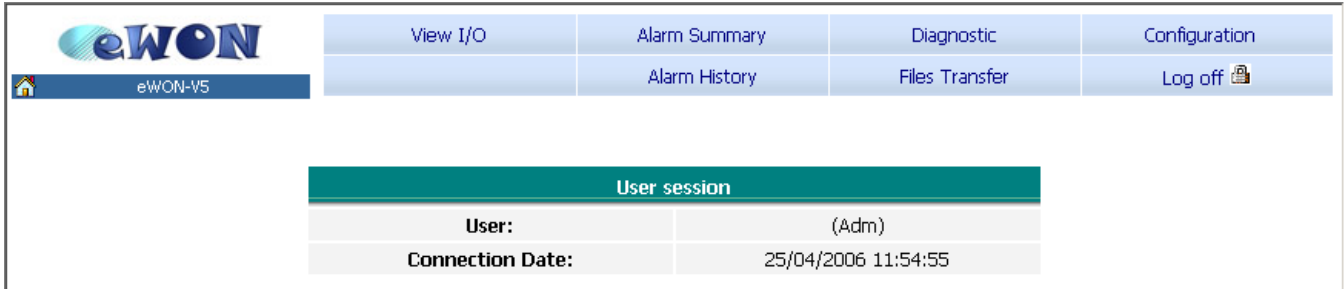 eWON
View I/O Alarm Summary Diagnostic Configuration
eWON-V5 Alarm History Files Transfer Log off
User session
User: (Adm)
Connection Date: 25/04/2006 11:54:55